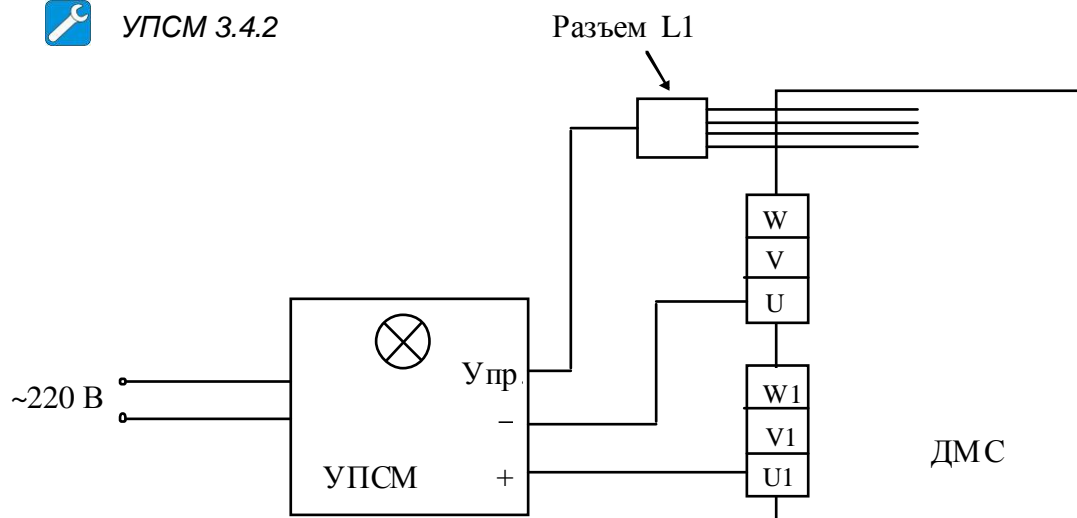 УПСМ 3.4.2
Разъем L1
W
V
U
Упр.
~220 В
−
W1
V1
ДМС
УПСМ
+
U1